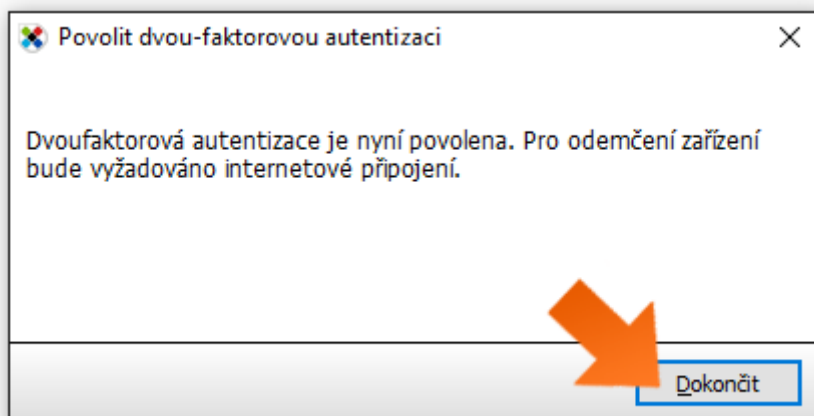 Povolit dvou-faktorovou autentizaci
Dvoufaktorová autentizace je nyní povolena. Pro odemčení zařízení
bude vyžadováno internetové připojení.
Dokončit